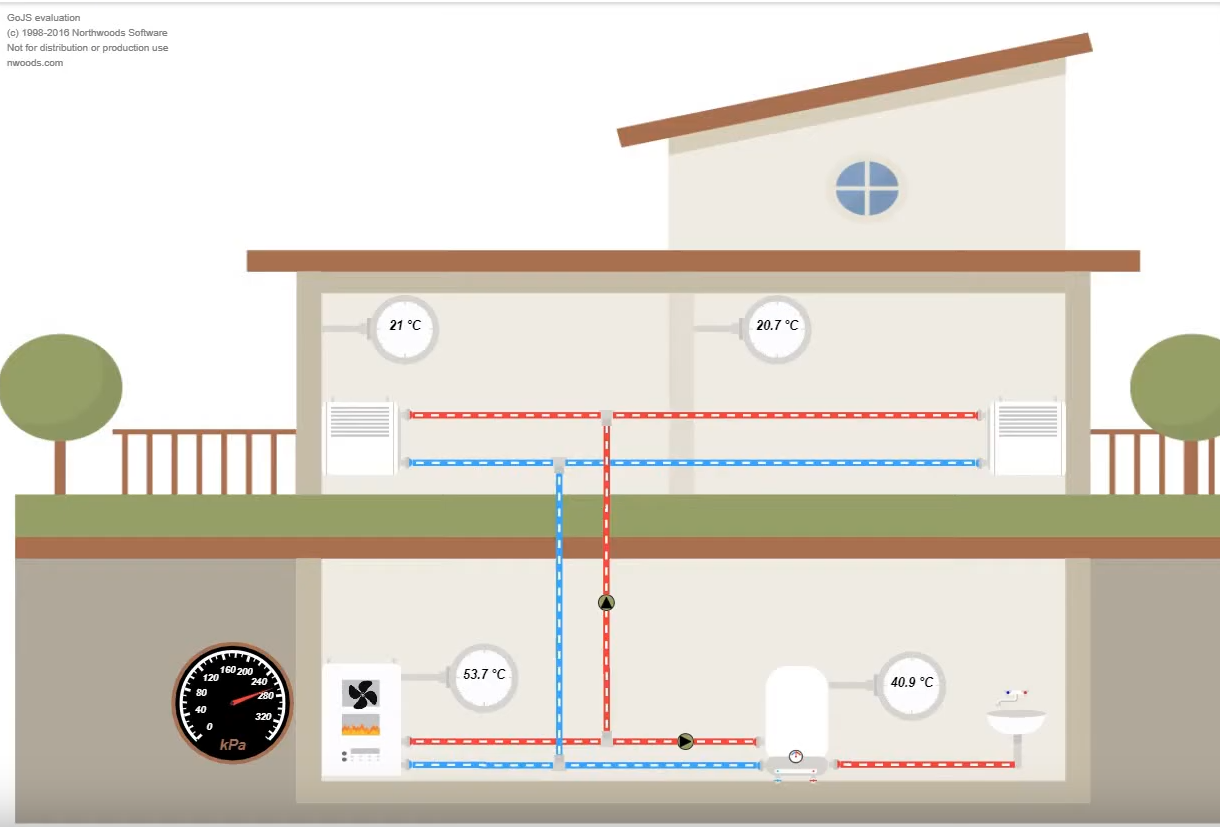 GoJS evaluation
(c) 1998-2016 Northwoods Software
Not for distribution or production use
nwoods.com
21 °C
20.7 °C
53.7 °C
40.9 °C
0
40
80
120
160
200
240
280
320
kPa